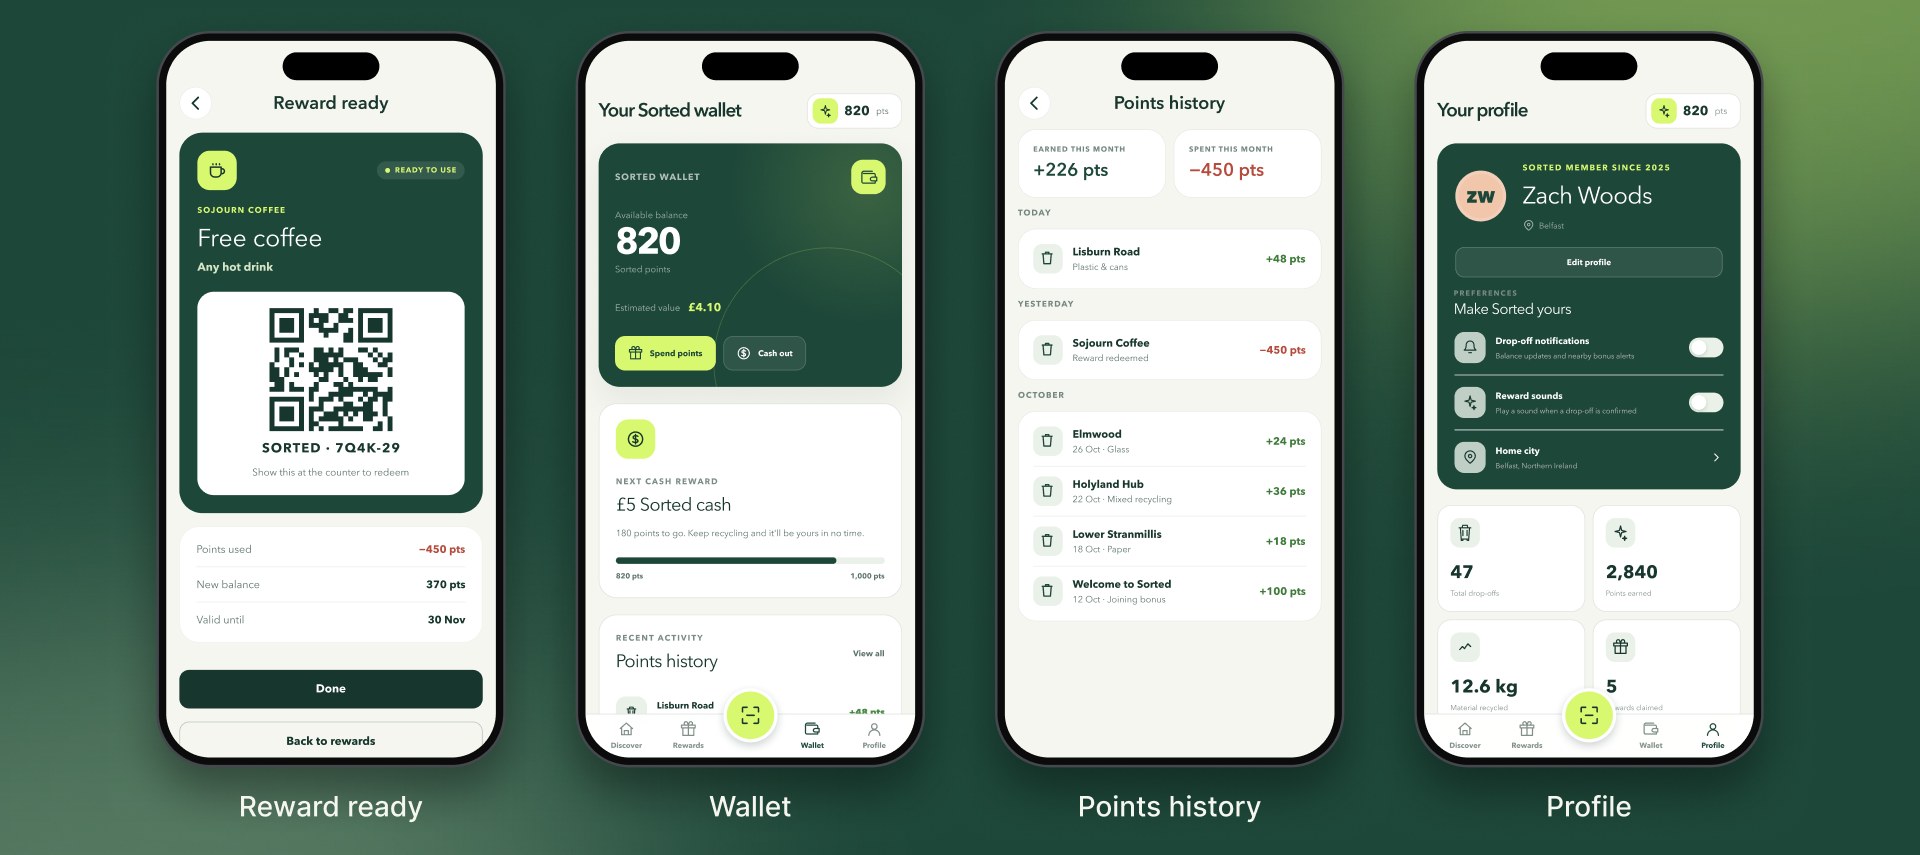 Reward ready
READY TO USE
SOJOURN COFFEE
Free coffee
Any hot drink
SORTED · 7Q4K-29
Show this at the counter to redeem
Points used −450 pts
New balance 370 pts
Valid until 30 Nov
Done
Back to rewards
Reward ready
Your Sorted wallet 820 pts
SORTED WALLET
Available balance
820
Sorted points
Estimated value £4.10
Spend points Cash out
NEXT CASH REWARD
£5 Sorted cash
180 points to go. Keep recycling and it'll be yours in no time.
820 pts 1,000 pts
RECENT ACTIVITY
Points history View all
Lisburn Road +48 pts
Discover Rewards Wallet Profile
Wallet
Points history
EARNED THIS MONTH
+226 pts
SPENT THIS MONTH
−450 pts
TODAY
Lisburn Road +48 pts
Plastic & cans
YESTERDAY
Sojourn Coffee −450 pts
Reward redeemed
OCTOBER
Elmwood +24 pts
26 Oct · Glass
Holyland Hub +36 pts
22 Oct · Mixed recycling
Lower Stranmillis +18 pts
18 Oct · Paper
Welcome to Sorted +100 pts
12 Oct · Joining bonus
Points history
Your profile 820 pts
SORTED MEMBER SINCE 2025
ZW Zach Woods
Belfast
Edit profile
PREFERENCES
Make Sorted yours
Drop-off notifications
Balance updates and nearby bonus alerts
Reward sounds
Play a sound when a drop-off is confirmed
Home city
Belfast, Northern Ireland
47
Total drop-offs
2,840
Points earned
12.6 kg
Material recycled
5
wards claimed
Discover Rewards Wallet Profile
Profile